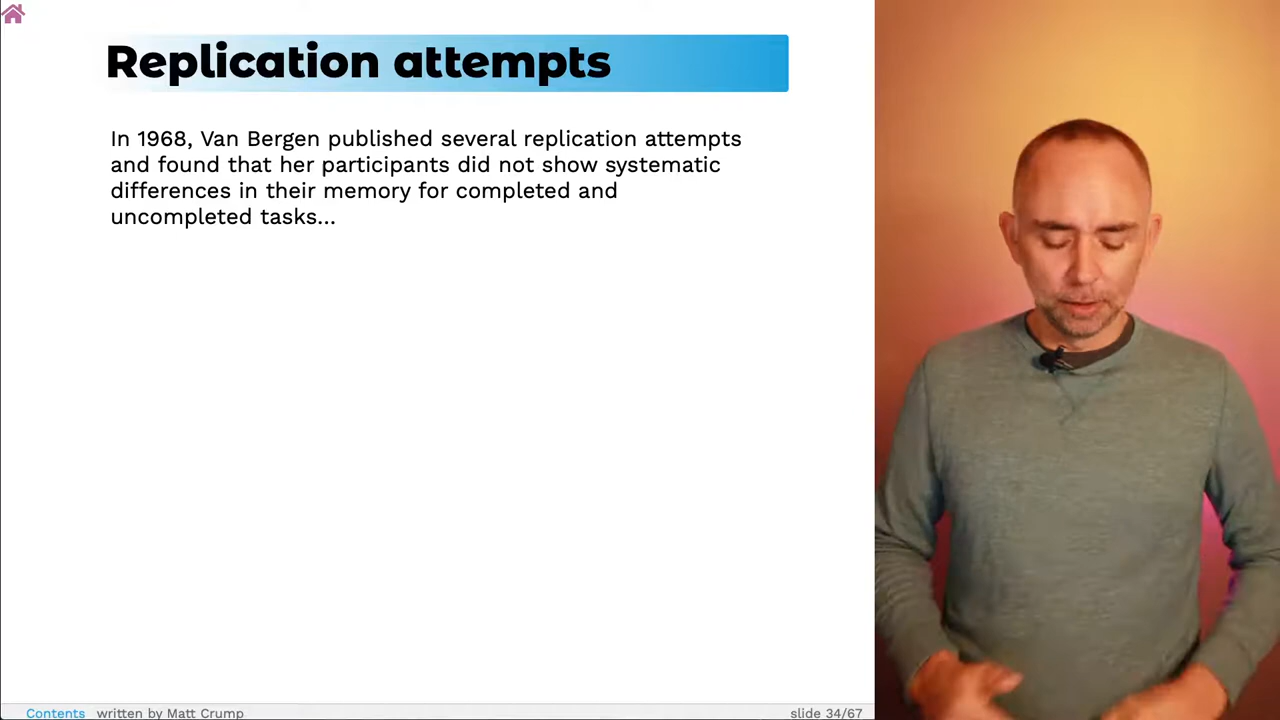 Replication attempts
In 1968, Van Bergen published several replication attempts
and found that her participants did not show systematic
differences in their memory for completed and
uncompleted tasks...
Contents written by Matt Crump
slide 34/67